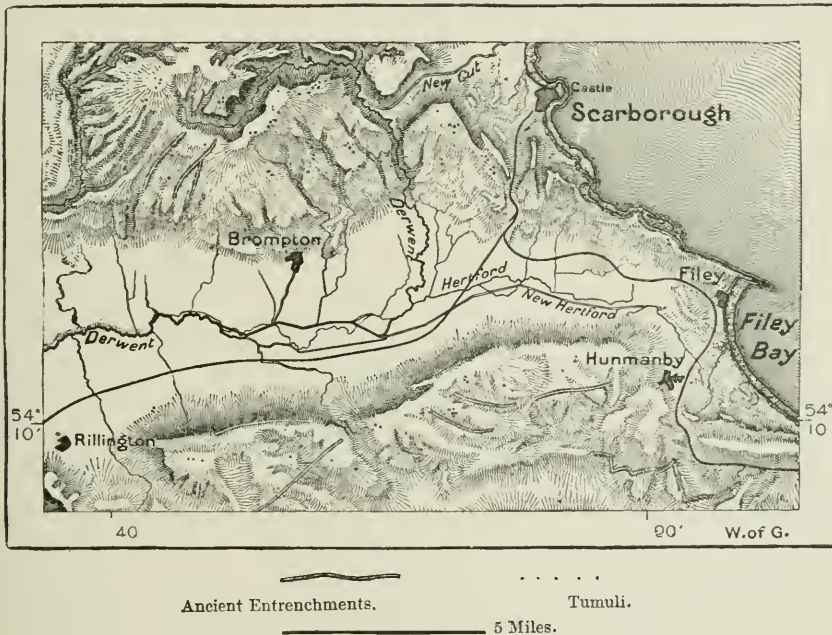 New Cut
Castle
Scarborough
Derwent
Brompton
Hertford
Filey
New Hertford
Filey
Bay
Derwent
Hunmanby
54°
10'
54°
10'
Rillington
40
20'
W. of G.
Ancient Entrenchments.
Tumuli.
5 Miles.